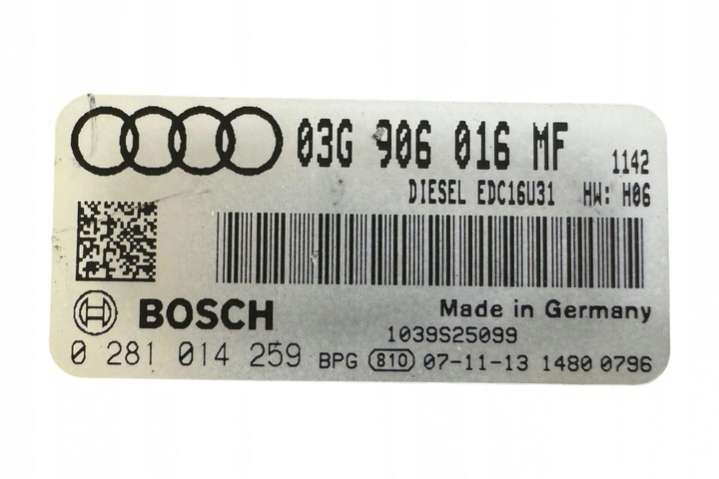 03G 906 016 MF 1142
DIESEL EDC16U31 HW: H06
BOSCH Made in Germany
1039S25099
0 281 014 259 BPG 810 07-11-13 1480 0796